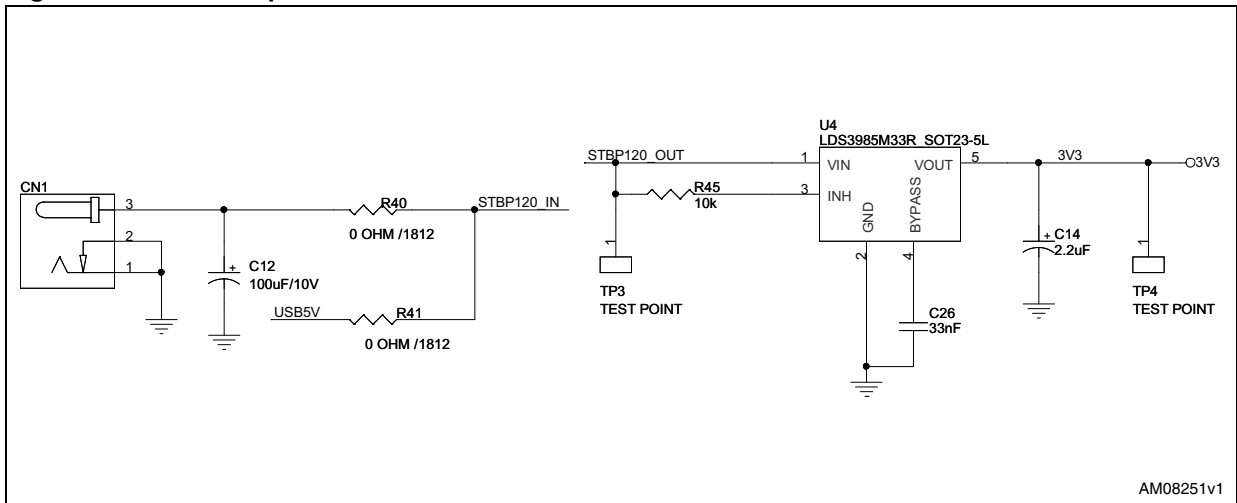 CN1
3
2
1
C12
100uF/10V
R40
0 OHM /1812
STBP120_IN
USB5V
R41
0 OHM /1812
STBP120_OUT
R45
10k
1
TP3
TEST POINT
U4
LDS3985M33R_SOT23-5L
1
VIN
VOUT
5
3
INH
GND
BYPASS
2
4
C26
33nF
3V3
C14
2.2uF
1
TP4
TEST POINT
3V3
AM08251v1